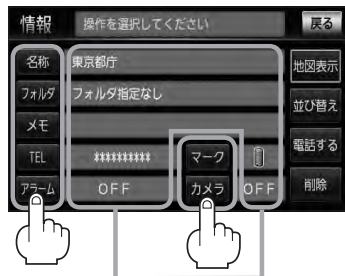 情報 操作を選択してください 戻る
名称 東京都庁 地図表示
フォルダ フォルダ指定なし 並び替え
メモ
電話する
TEL ********** マーク
アラーム OFF カメラ OFF 削除